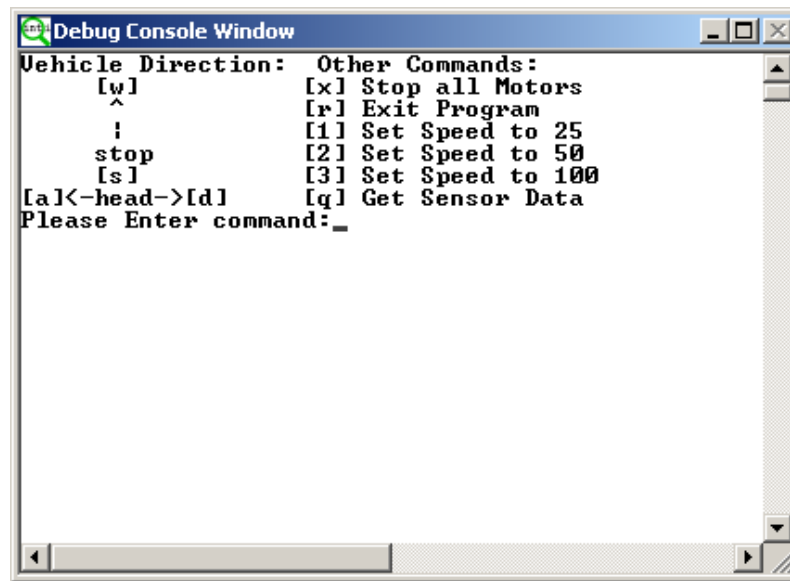 Debug Console Window
Vehicle Direction:  Other Commands:
      [w]           [x] Stop all Motors
       ^            [r] Exit Program
       ¦            [1] Set Speed to 25
     stop           [2] Set Speed to 50
      [s]           [3] Set Speed to 100
[a]<-head->[d]      [q] Get Sensor Data
Please Enter command:_